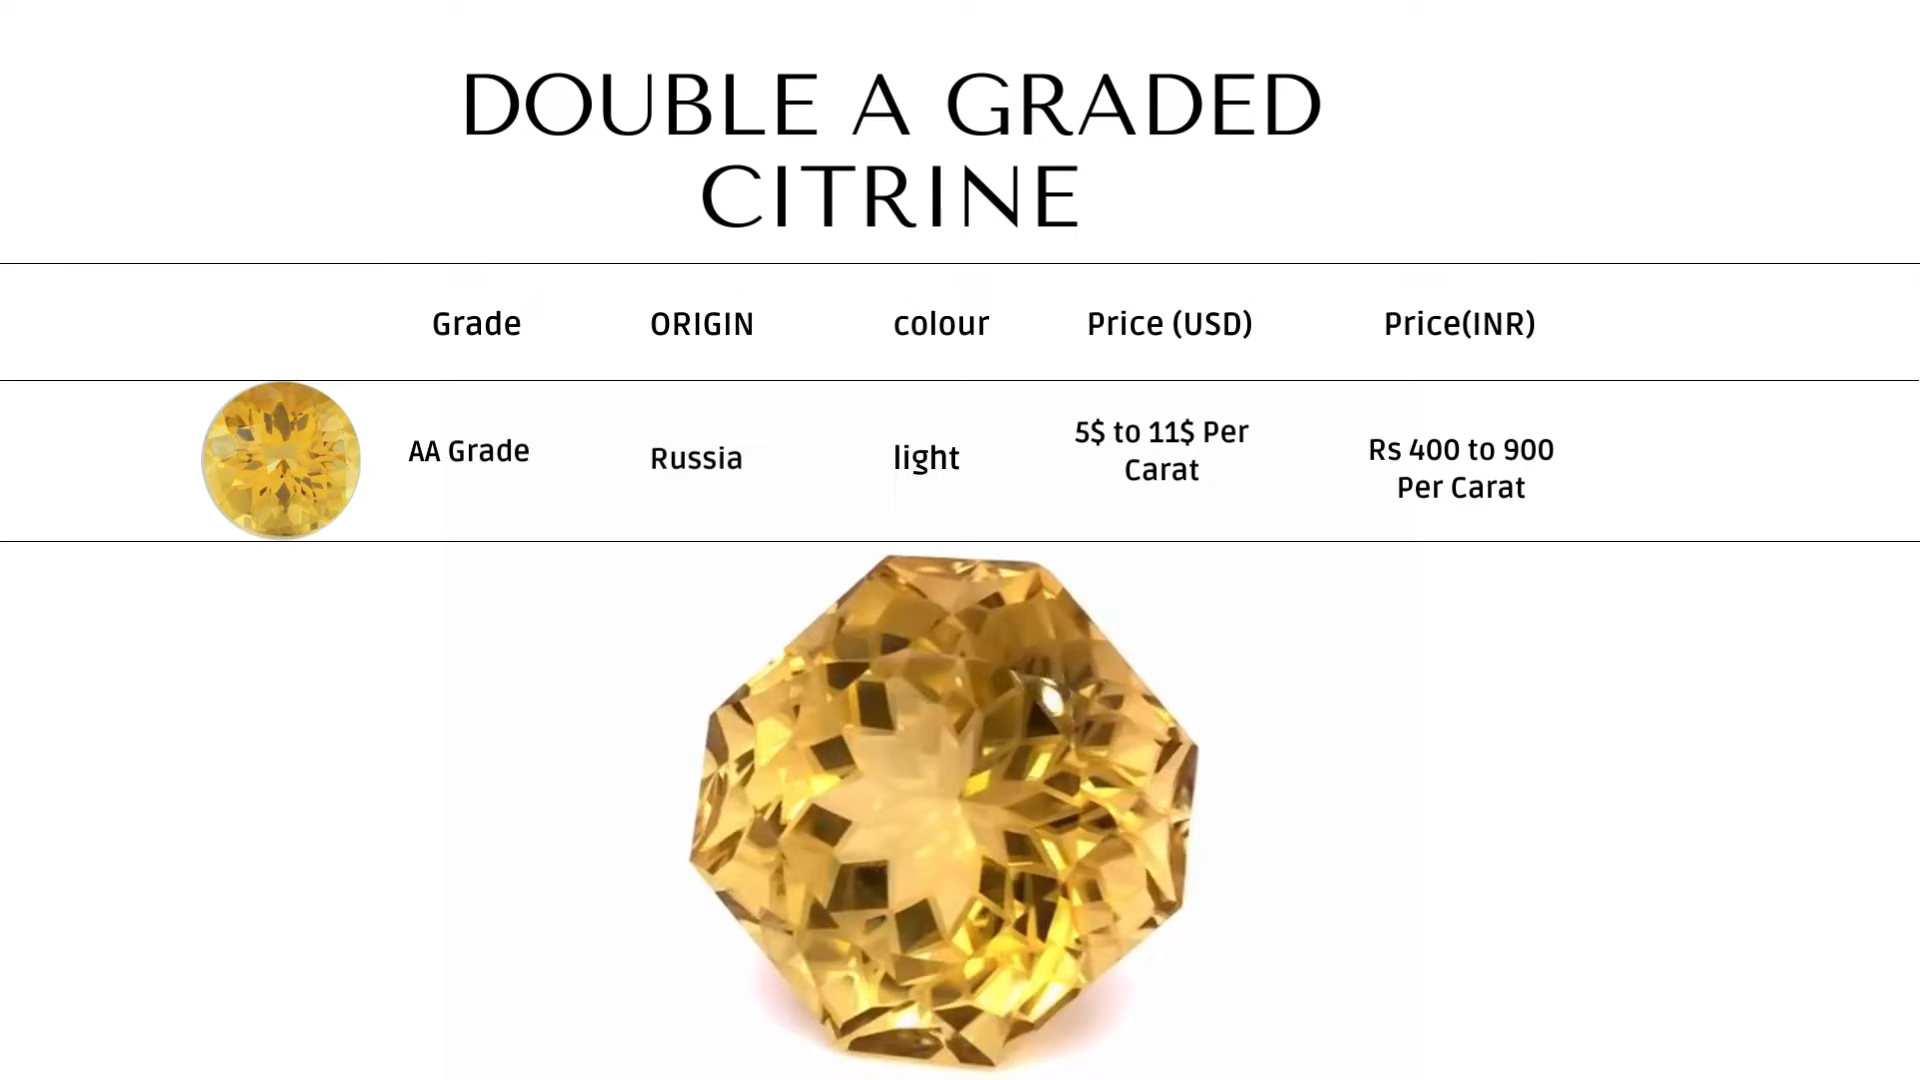 DOUBLE A GRADED
CITRINE
Grade ORIGIN colour Price (USD) Price(INR)
AA Grade Russia light 5$ to 11$ Per Carat Rs 400 to 900 Per Carat